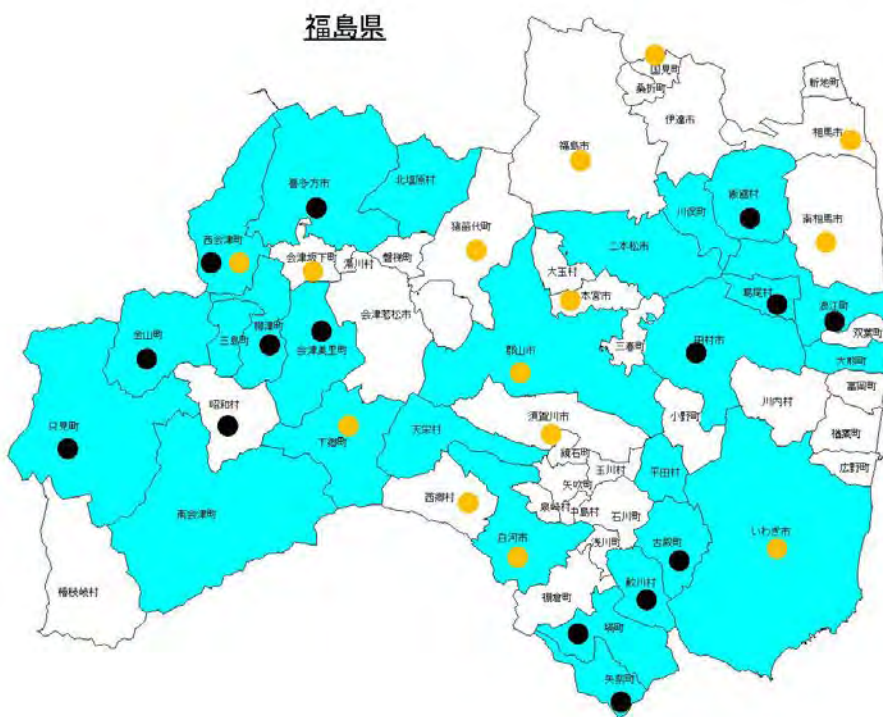 福島県
国見町
桑折町
新地町
伊達市
相馬市
福島市
喜多方市
北塩原村
川俣町
飯舘村
猪苗代町
南相馬市
西会津町
会津坂下町
湯川村
磐梯町
二本松市
大玉村
本宮市
葛尾村
浪江町
双葉町
会津若松市
金山町
三島町
柳津町
会津美里町
郡山市
三春町
田村市
大熊町
富岡町
川内村
昭和村
只見町
下郷町
天栄村
須賀川市
小野町
楢葉町
鏡石町
玉川村
平田村
広野町
矢吹町
西郷村
泉崎村
中島村
石川町
南会津町
白河市
浅川町
古殿町
いわき市
鮫川村
棚倉町
檜枝岐村
塙町
矢祭町